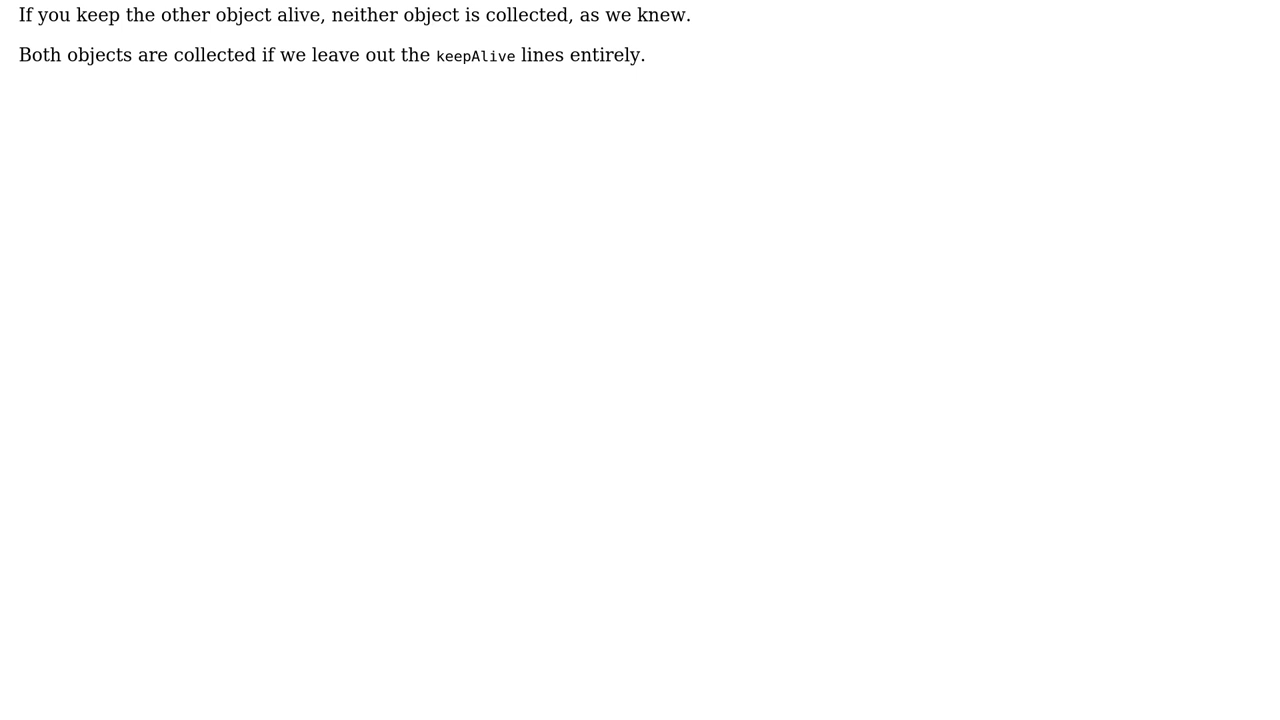 If you keep the other object alive, neither object is collected, as we knew.
Both objects are collected if we leave out the keepAlive lines entirely.